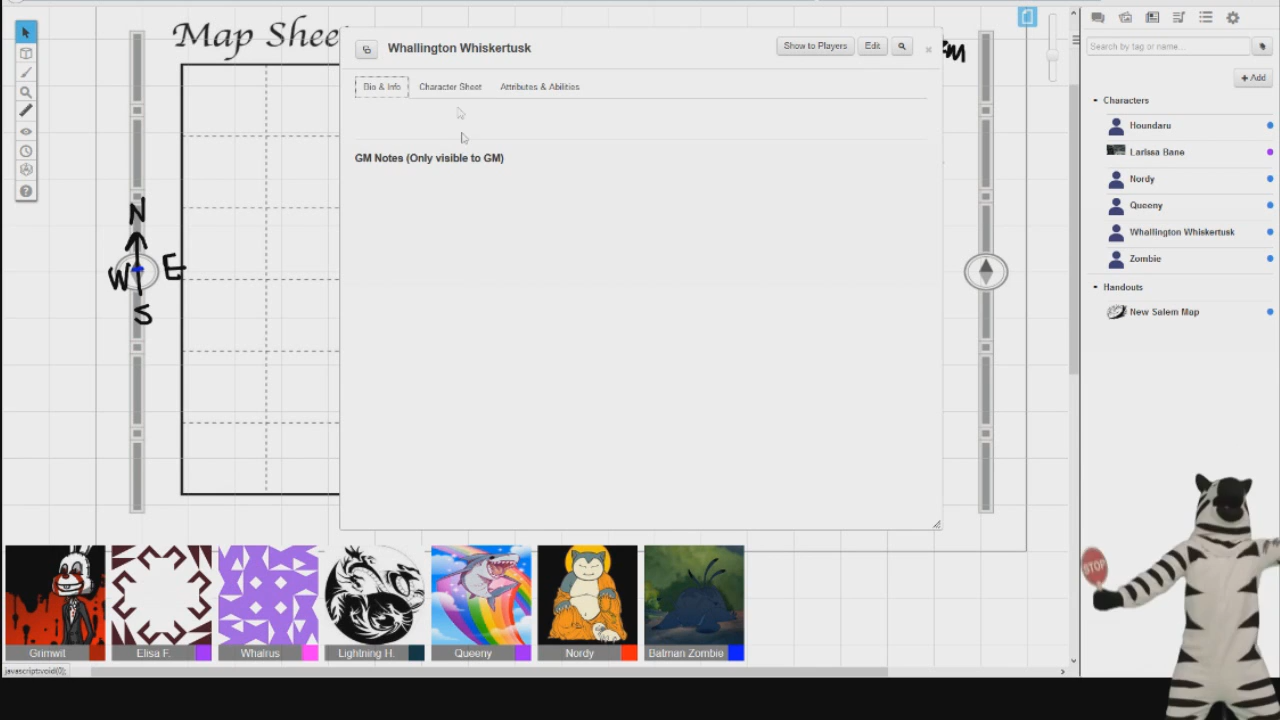 Map Shee
Whallington Whiskertusk
Show to Players
Edit
Bio & Info
Character Sheet
Attributes & Abilities
GM Notes (Only visible to GM)
N
W
E
S
Search by tag or name...
+ Add
Characters
Houndaru
Larissa Bane
Nordy
Queeny
Whallington Whiskertusk
Zombie
Handouts
New Salem Map
STOP
Grimwit
Elisa F.
Whalrus
Lightning H.
Queeny
Nordy
Batman Zombie
javascript:void(0);